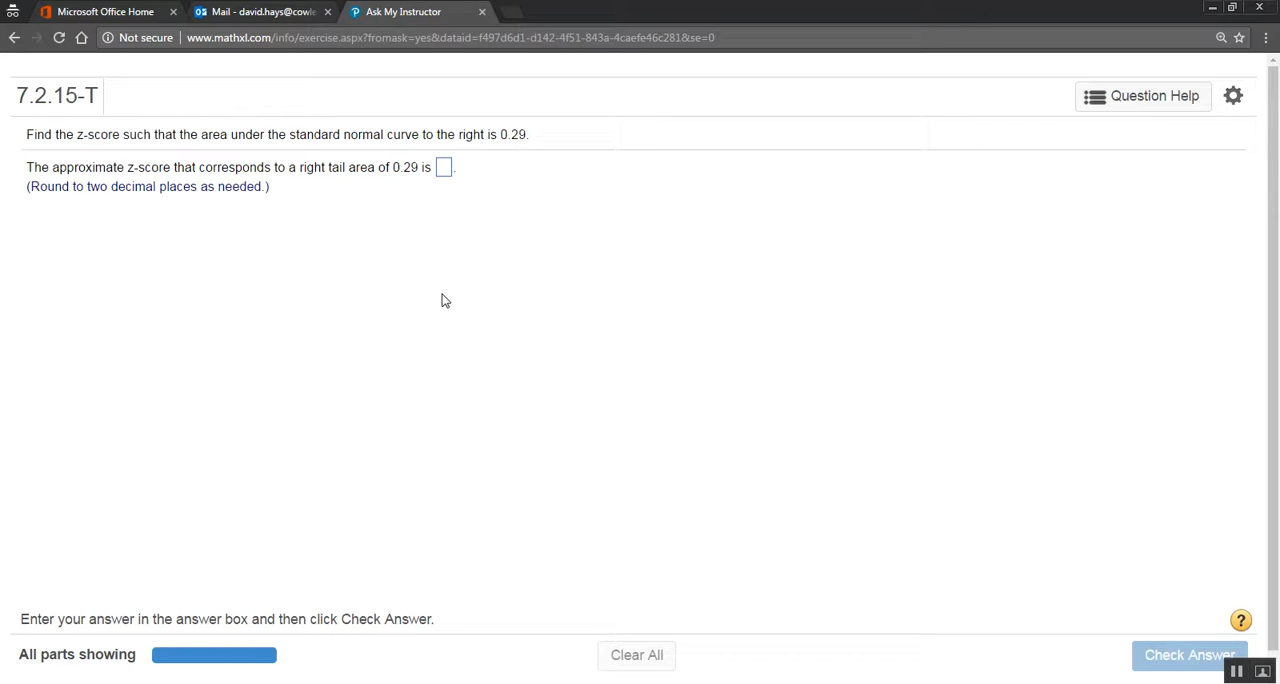 Microsoft Office Home
Mail - david.hays@cowle
Ask My Instructor
Not secure | www.mathxl.com/info/exercise.aspx?fromask=yes&dataid=f497d6d1-d142-4f51-843a-4caefe46c281&se=0
7.2.15-T
Question Help
Find the z-score such that the area under the standard normal curve to the right is 0.29.
The approximate z-score that corresponds to a right tail area of 0.29 is .
(Round to two decimal places as needed.)
Enter your answer in the answer box and then click Check Answer.
?
All parts showing
Clear All
Check Answer